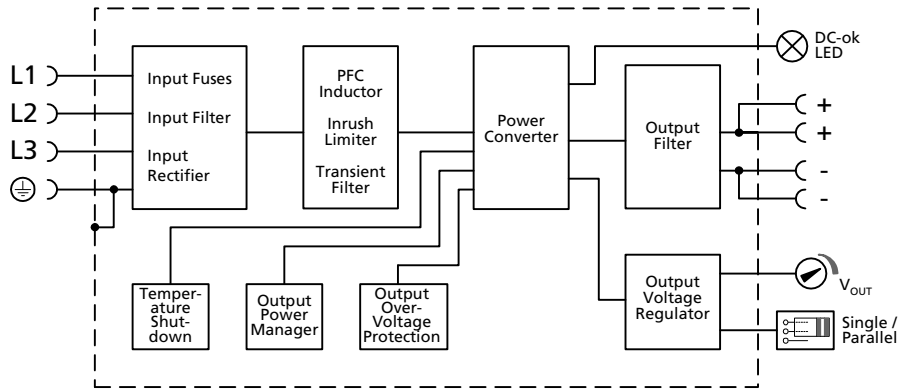 L1
L2
L3
Input Fuses
Input Filter
Input
Rectifier
PFC
Inductor
Inrush
Limiter
Transient
Filter
Power
Converter
Output
Filter
DC-ok
LED
+
+
-
-
Temper-
ature
Shut-
down
Output
Power
Manager
Output
Over-
Voltage
Protection
Output
Voltage
Regulator
VOUT
Single /
Parallel